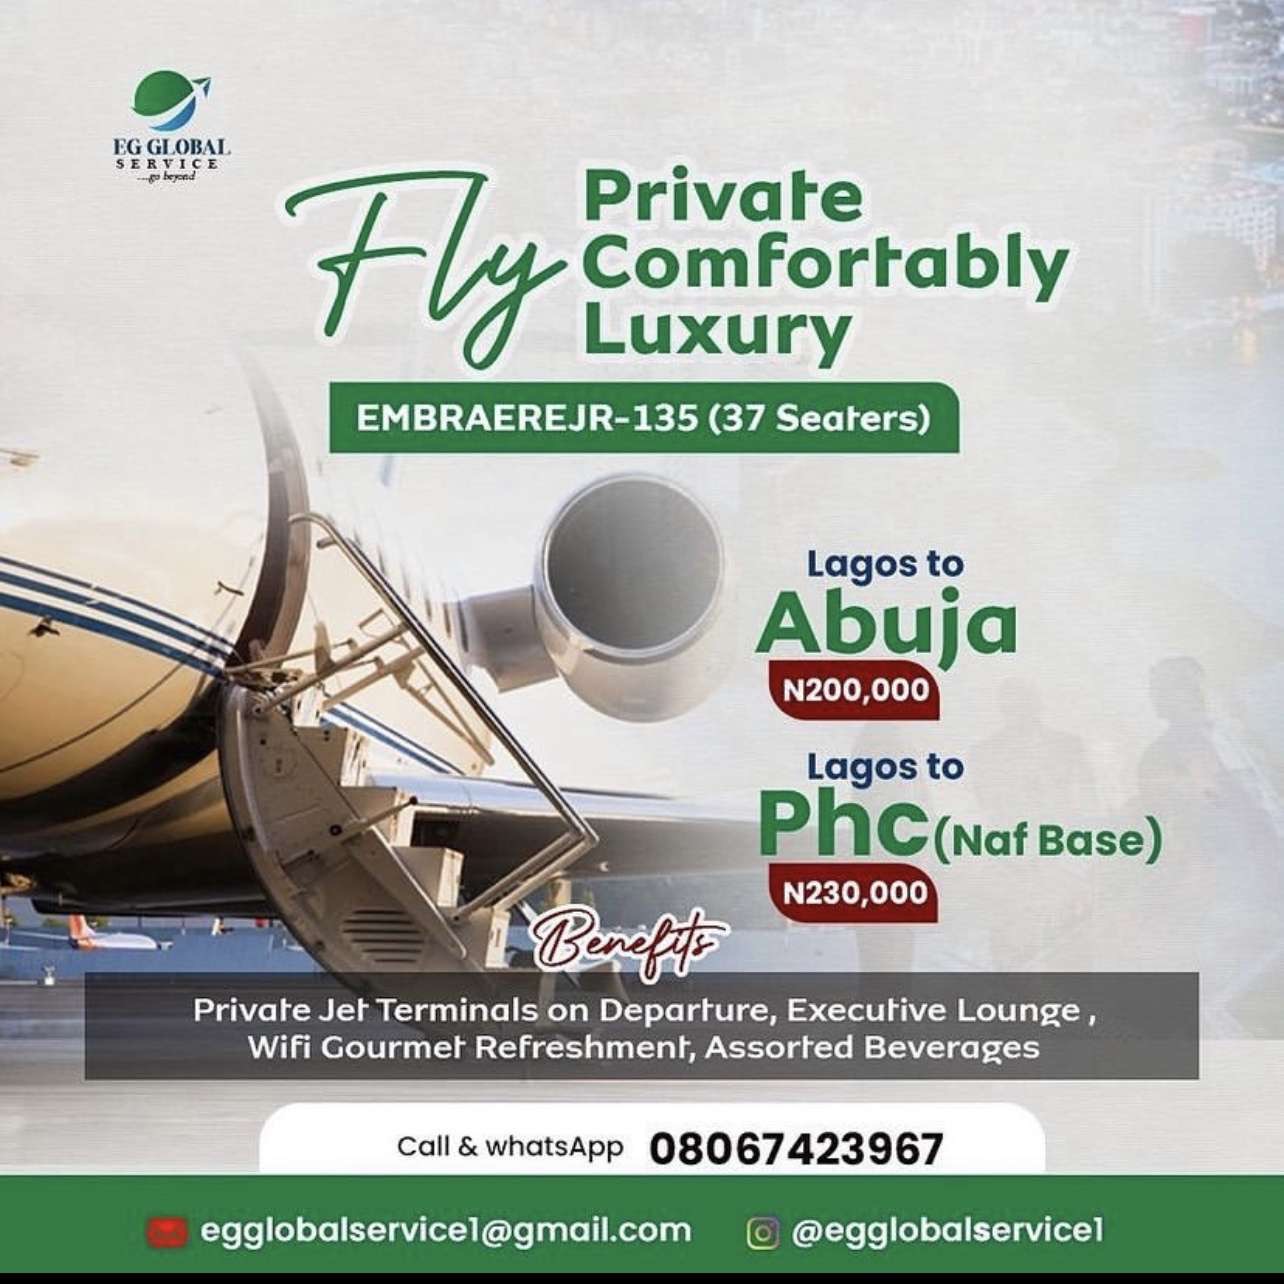 EG GLOBAL
SERVICE
....go beyond
Fly Private
Comfortably
Luxury
EMBRAEREJR-135 (37 Seaters)
Lagos to
Abuja
N200,000
Lagos to
Phc (Naf Base)
N230,000
Benefits
Private Jet Terminals on Departure, Executive Lounge ,
Wifi Gourmet Refreshment, Assorted Beverages
Call & whatsApp 08067423967
egglobalservice1@gmail.com @egglobalservice1